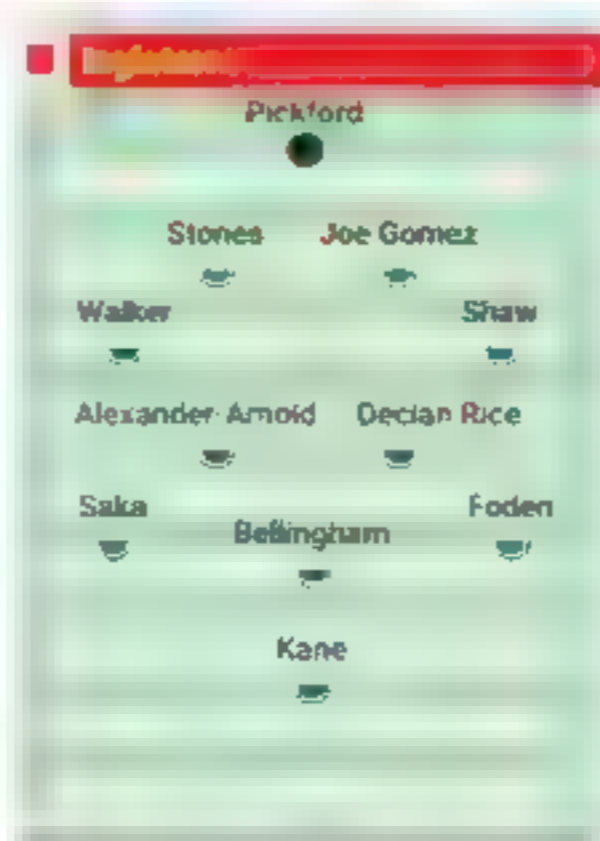 Pickford
Stones Joe Gomez
Walker Shaw
Alexander-Arnold Declan Rice
Saka Foden
Bellingham
Kane